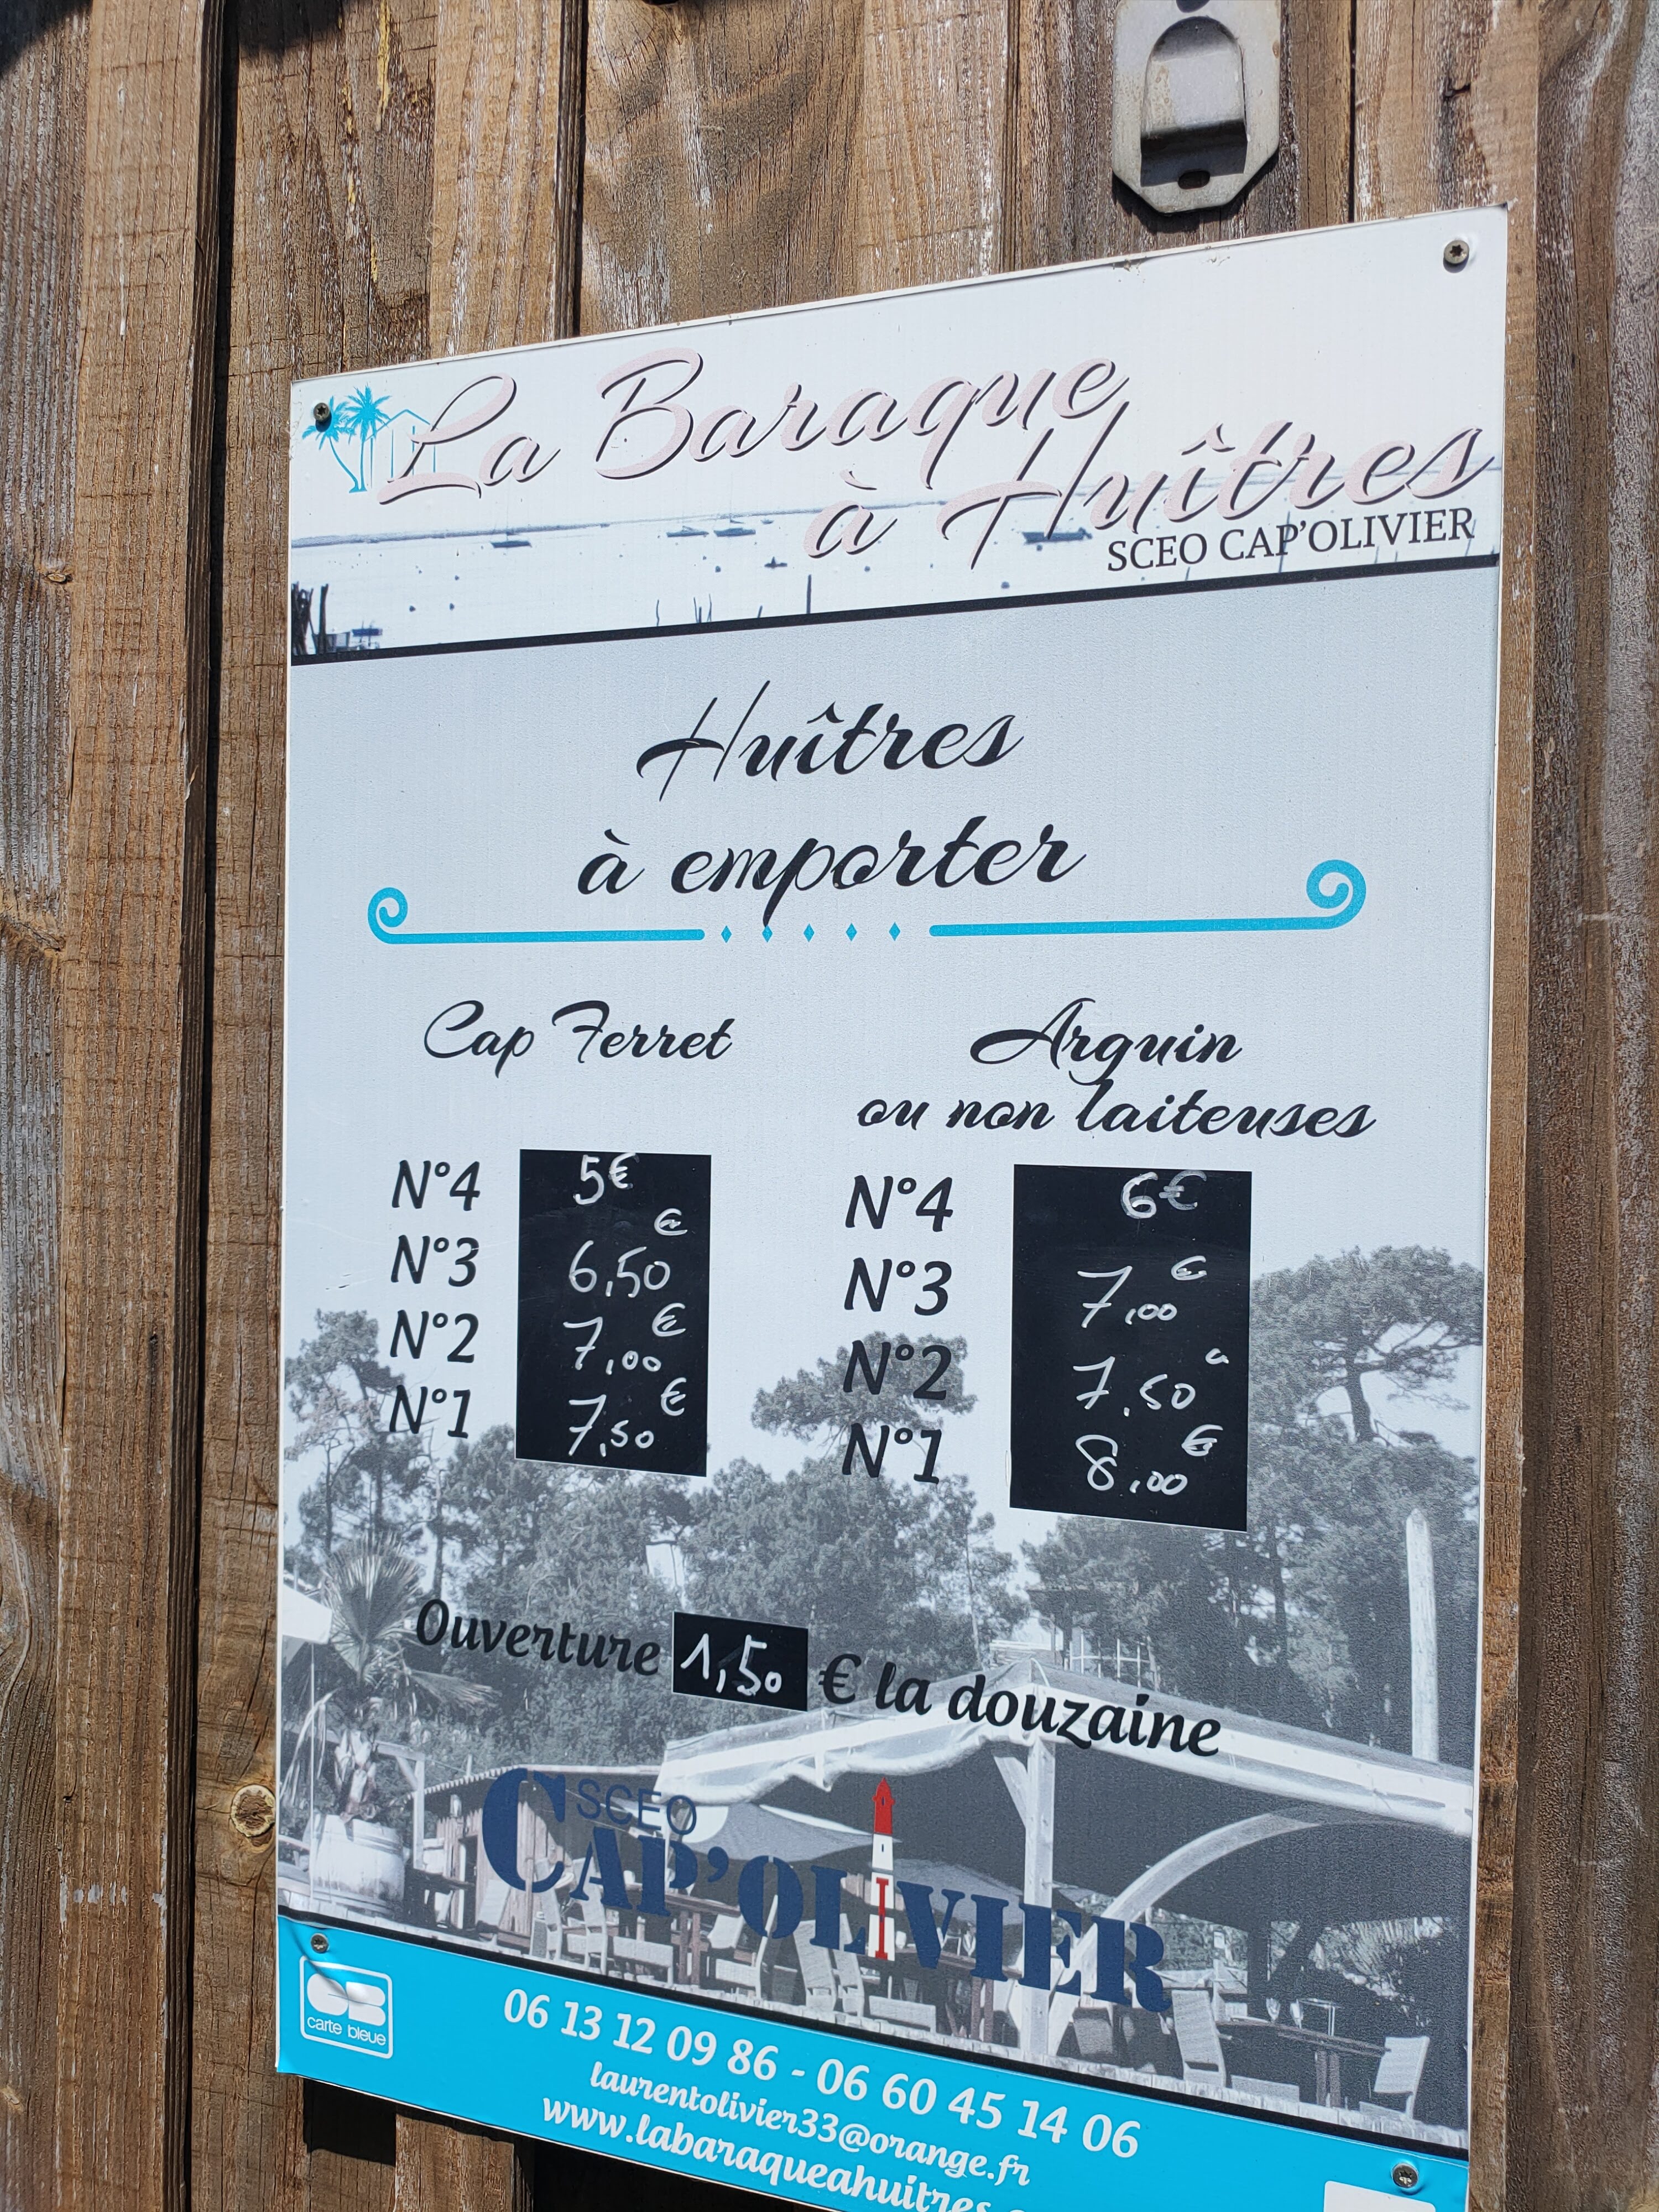 La Baraque
à Huîtres
SCEO CAP'OLIVIER
Huîtres
à emporter
Cap Ferret
N°4 5€
N°3 6,50 €
N°2 7,00 €
N°1 7,50 €
Arguin
ou non laiteuses
N°4 6€
N°3 7,00 €
N°2 7,50
N°1 8,00 €
Ouverture 1,50 € la douzaine
SCEO
CAP'OLIVIER
CB
carte bleue
06 13 12 09 86 - 06 60 45 14 06
laurentolivier33@orange.fr
www.labaraqueahuitres.